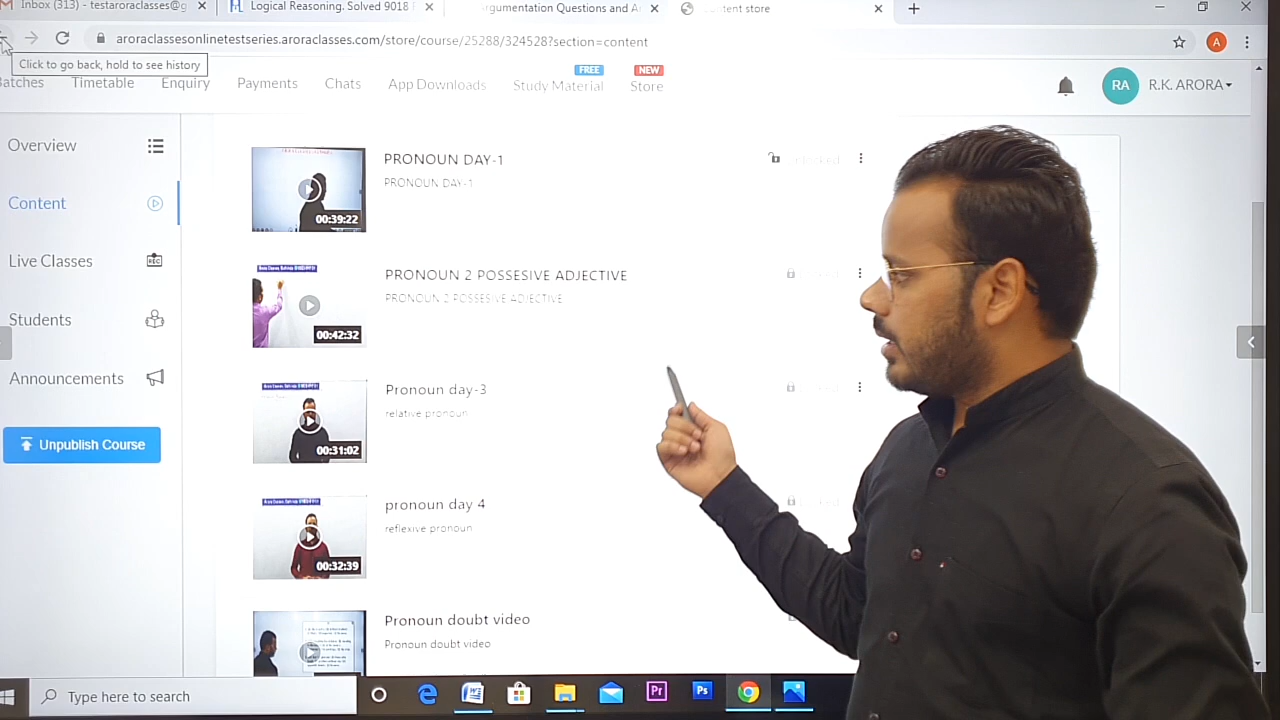 Inbox (313) - testaroraclasses@g
Logical Reasoning. Solved 9018
rgumentation Questions and A
tent store
aroraclassesonlinetestseries.aroraclasses.com/store/course/25288/324528?section=content
A
Click to go back, hold to see history
Batches
Timetable
Enquiry
Payments
Chats
App Downloads
FREE
Study Material
NEW
Store
RA
R.K. ARORA
Overview
Content
Live Classes
REC
Students
Announcements
Unpublish Course
00:39:22
PRONOUN DAY-1
PRONOUN DAY-1
00:42:32
PRONOUN 2 POSSESIVE ADJECTIVE
PRONOUN 2 POSSESIVE ADJECTIVE
00:31:02
Pronoun day-3
relative pronoun
00:32:39
pronoun day 4
reflexive pronoun
Pronoun doubt video
Pronoun doubt video
Type here to search
Pr
Ps